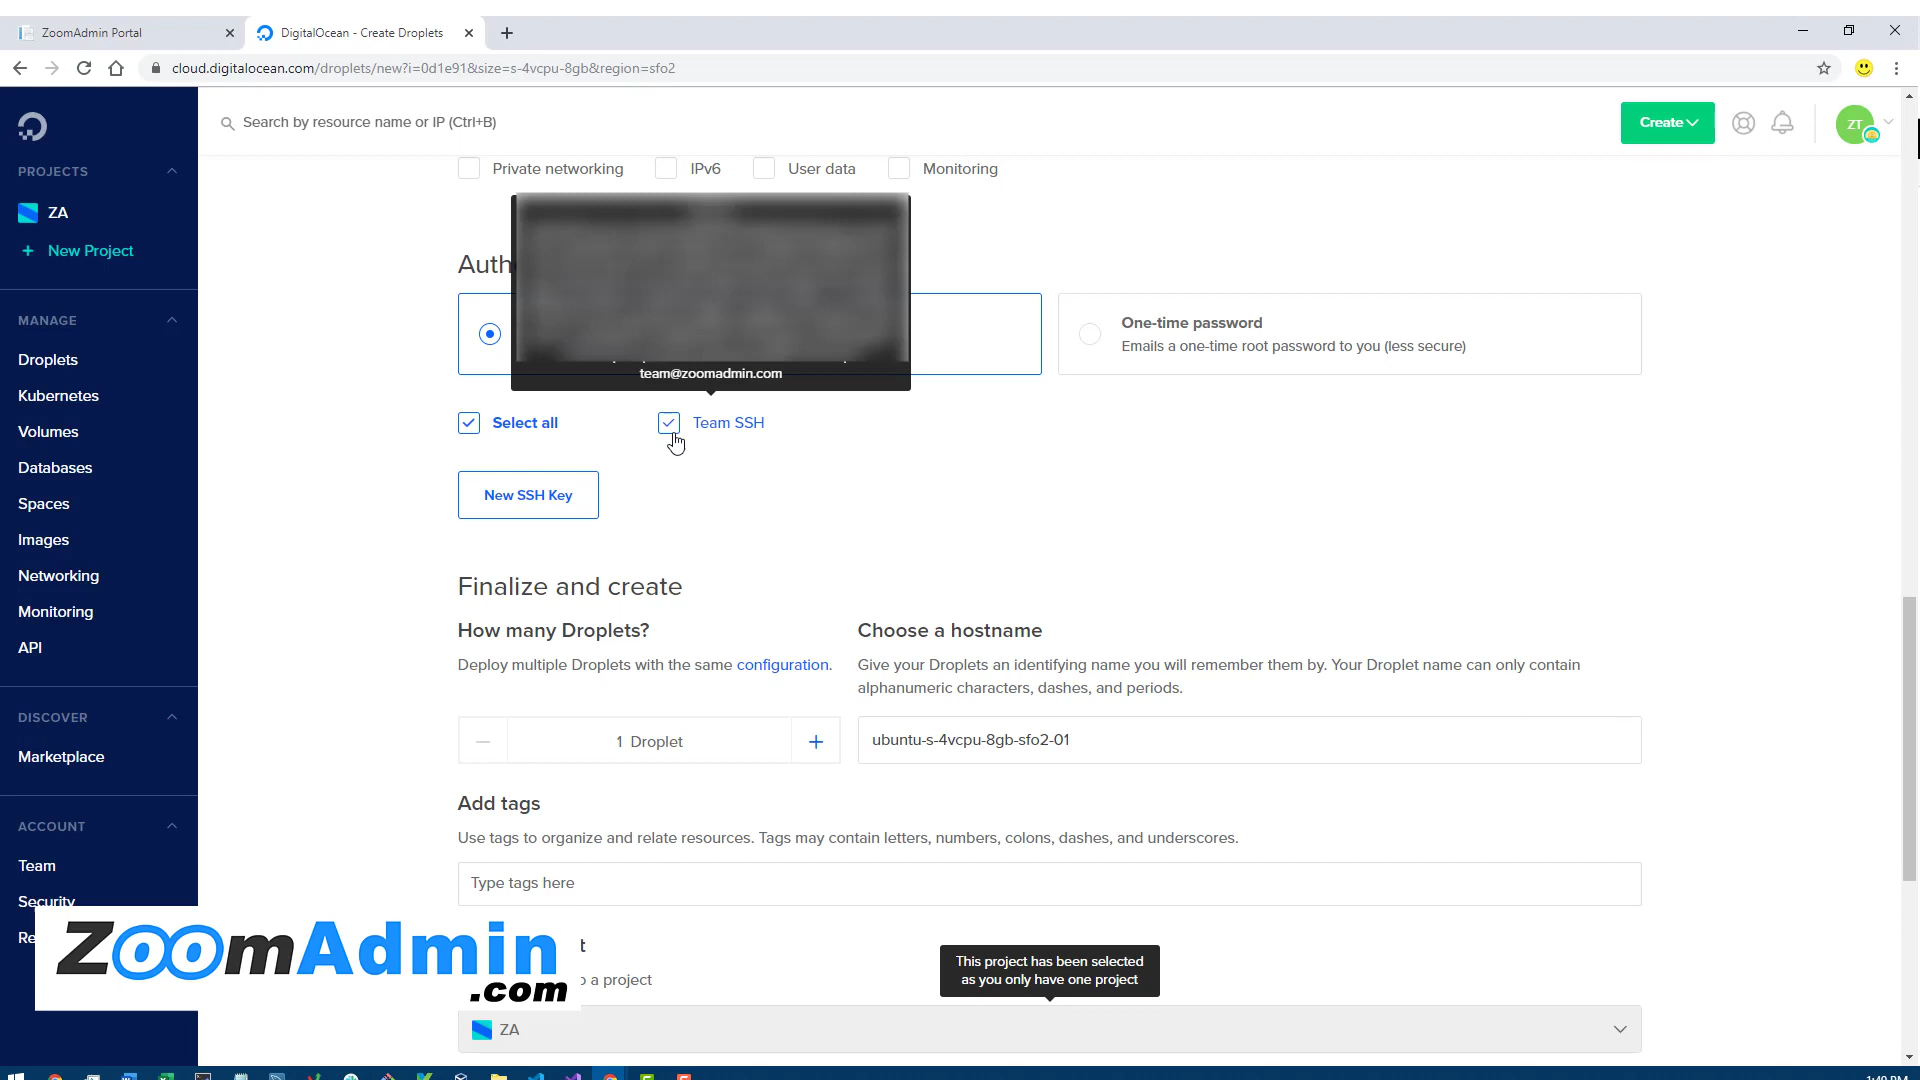 ZoomAdmin Portal
DigitalOcean - Create Droplets
cloud.digitalocean.com/droplets/new?i=0d1e91&size=s-4vcpu-8gb&region=sfo2
Search by resource name or IP (Ctrl+B)
Create
ZT
PROJECTS
ZA
+ New Project
MANAGE
Droplets
Kubernetes
Volumes
Databases
Spaces
Images
Networking
Monitoring
API
DISCOVER
Marketplace
ACCOUNT
Team
Security
Re
Private networking IPv6 User data Monitoring
Auth
team@zoomadmin.com
One-time password
Emails a one-time root password to you (less secure)
Select all Team SSH
New SSH Key
Finalize and create
How many Droplets?
Deploy multiple Droplets with the same configuration.
1 Droplet
Choose a hostname
Give your Droplets an identifying name you will remember them by. Your Droplet name can only contain
alphanumeric characters, dashes, and periods.
ubuntu-s-4vcpu-8gb-sfo2-01
Add tags
Use tags to organize and relate resources. Tags may contain letters, numbers, colons, dashes, and underscores.
Type tags here
t
o a project
This project has been selected
as you only have one project
ZA
ZoomAdmin
.com